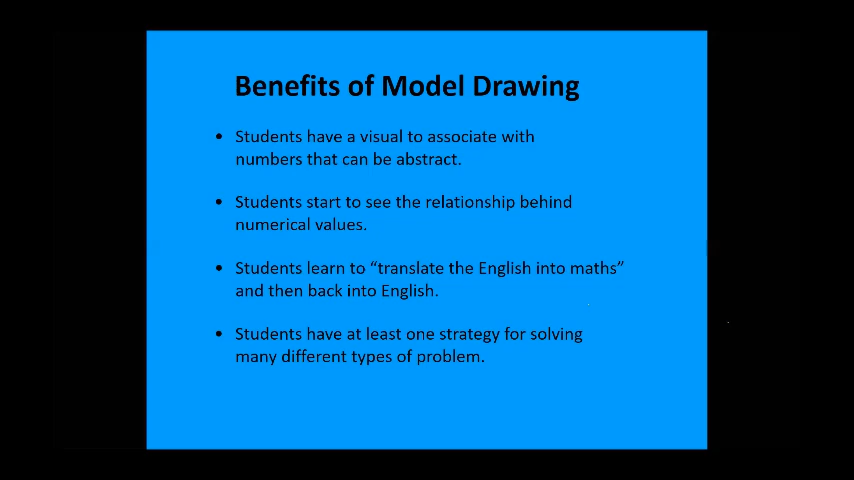 Benefits of Model Drawing
• Students have a visual to associate with
numbers that can be abstract.
• Students start to see the relationship behind
numerical values.
• Students learn to “translate the English into maths”
and then back into English.
• Students have at least one strategy for solving
many different types of problem.